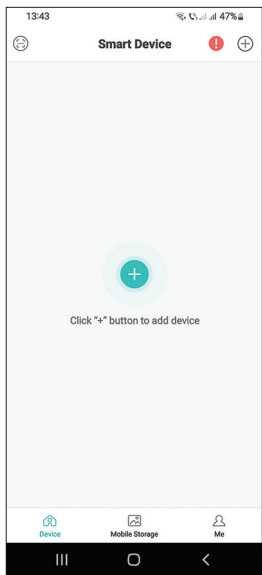 13:43 47%
Smart Device
Click "+" button to add device
Device Mobile Storage Me